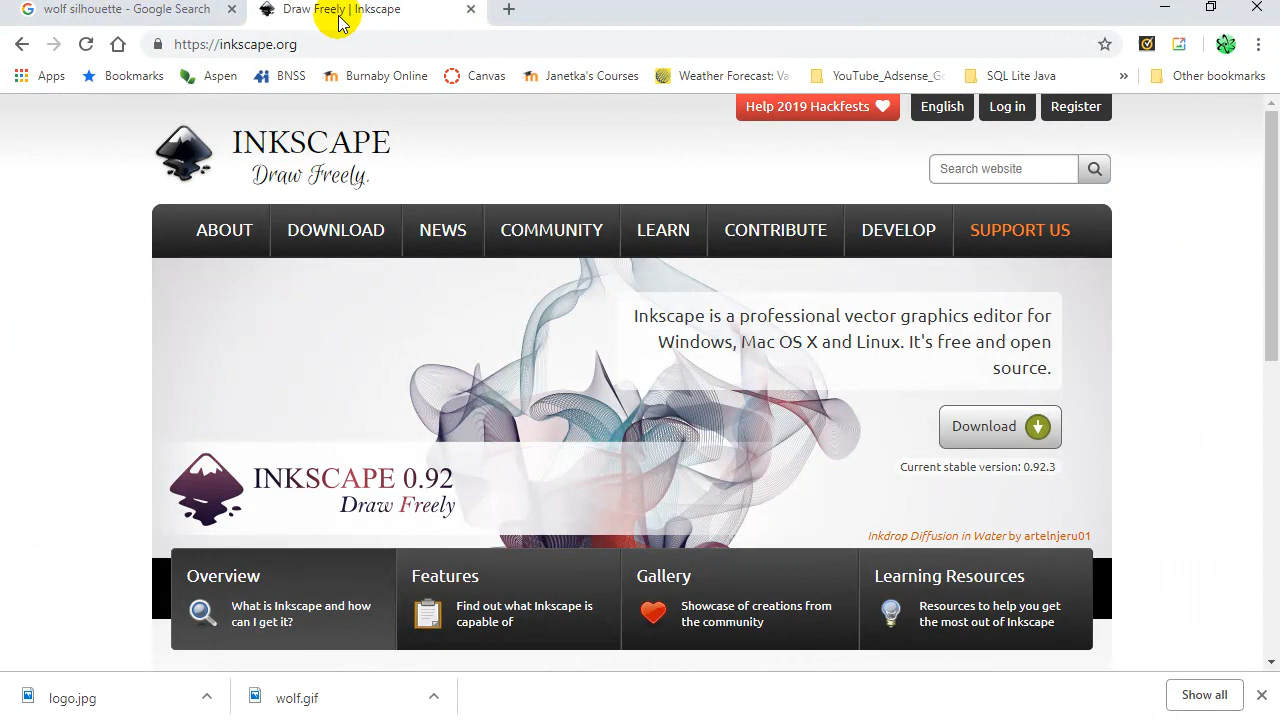 wolf silhouette - Google Search
Draw Freely | Inkscape
https://inkscape.org
Apps
Bookmarks
Aspen
BNSS
Burnaby Online
Canvas
Janetka's Courses
Weather Forecast: Va
YouTube_Adsense_Go
SQL Lite Java
»
Other bookmarks
Help 2019 Hackfests
English
Log in
Register
INKSCAPE
Draw Freely.
Search website
ABOUT
DOWNLOAD
NEWS
COMMUNITY
LEARN
CONTRIBUTE
DEVELOP
SUPPORT US
Inkscape is a professional vector graphics editor for
Windows, Mac OS X and Linux. It's free and open
source.
Download
Current stable version: 0.92.3
INKSCAPE 0.92
Draw Freely
Inkdrop Diffusion in Water by artelnjeru01
Overview
What is Inkscape and how
can I get it?
Features
Find out what Inkscape is
capable of
Gallery
Showcase of creations from
the community
Learning Resources
Resources to help you get
the most out of Inkscape
logo.jpg
wolf.gif
Show all